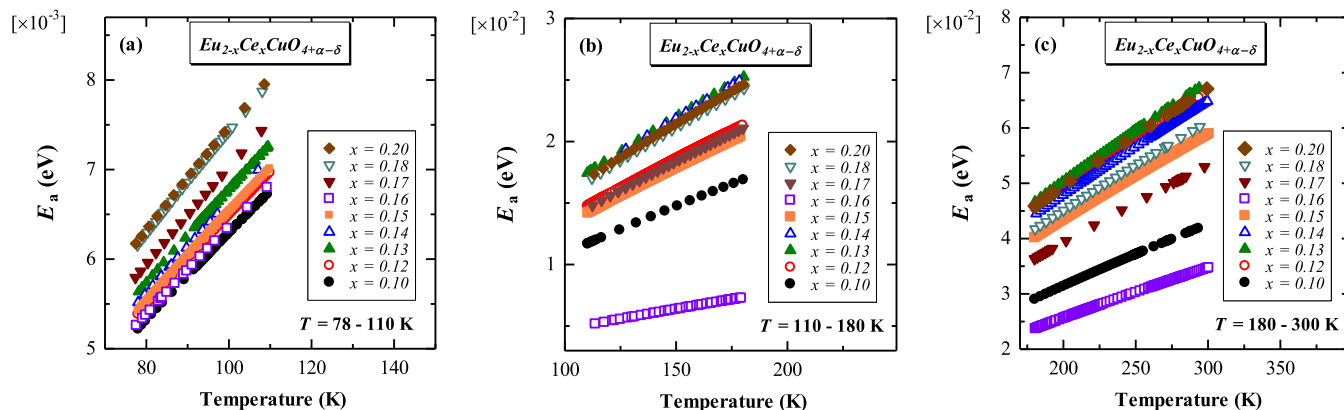 [×10⁻³]
(a)
Eu₂₋ₓCeₓCuO₄₊α₋δ
8
7
6
5
Eₐ (eV)
x = 0.20
x = 0.18
x = 0.17
x = 0.16
x = 0.15
x = 0.14
x = 0.13
x = 0.12
x = 0.10
T = 78 - 110 K
80 100 120 140
Temperature (K)
[×10⁻²]
(b)
Eu₂₋ₓCeₓCuO₄₊α₋δ
3
2
1
Eₐ (eV)
x = 0.20
x = 0.18
x = 0.17
x = 0.16
x = 0.15
x = 0.14
x = 0.13
x = 0.12
x = 0.10
T = 110 - 180 K
100 150 200 250
Temperature (K)
[×10⁻²]
(c)
Eu₂₋ₓCeₓCuO₄₊α₋δ
8
7
6
5
4
3
2
Eₐ (eV)
x = 0.20
x = 0.18
x = 0.17
x = 0.16
x = 0.15
x = 0.14
x = 0.13
x = 0.12
x = 0.10
T = 180 - 300 K
200 250 300 350
Temperature (K)